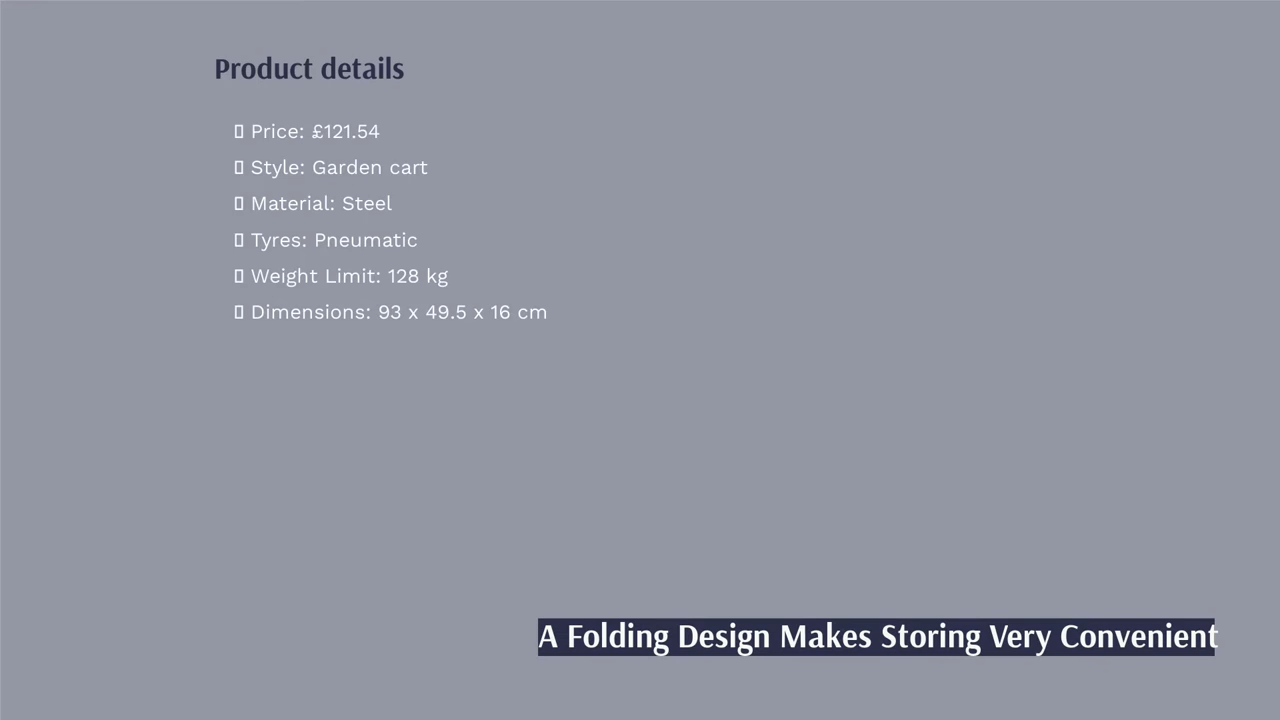 Product details
▯ Price: £121.54
▯ Style: Garden cart
▯ Material: Steel
▯ Tyres: Pneumatic
▯ Weight Limit: 128 kg
▯ Dimensions: 93 x 49.5 x 16 cm
A Folding Design Makes Storing Very Convenient